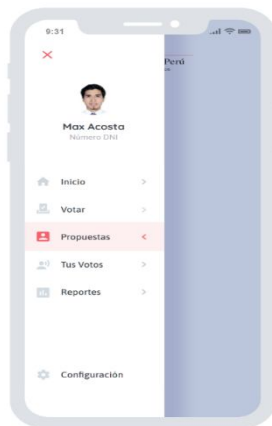 9:31
Perú
Max Acosta
Número DNI
Inicio
Votar
Propuestas
Tus Votos
Reportes
Configuración